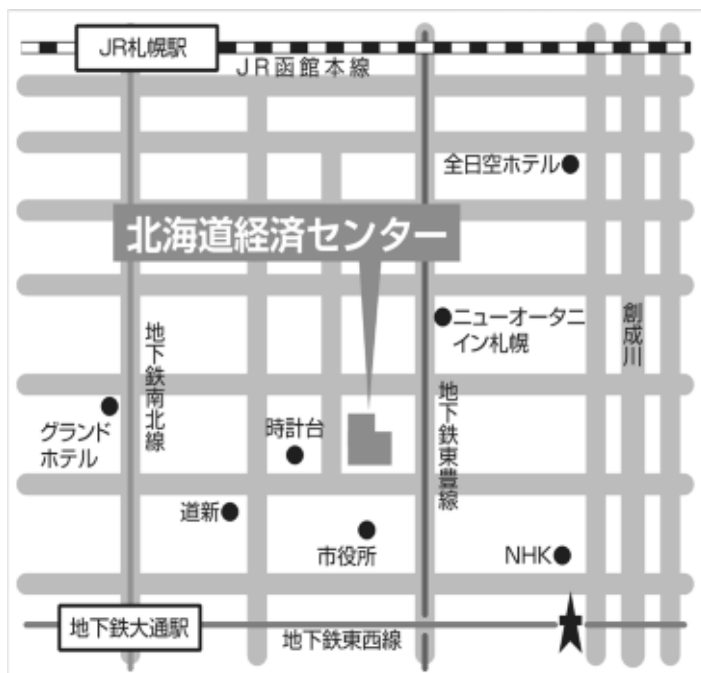 JR札幌駅
JR函館本線
全日空ホテル
北海道経済センター
ニューオータニ
イン札幌
創成川
地下鉄南北線
地下鉄東豊線
グランド
ホテル
時計台
道新
市役所
NHK
地下鉄大通駅
地下鉄東西線